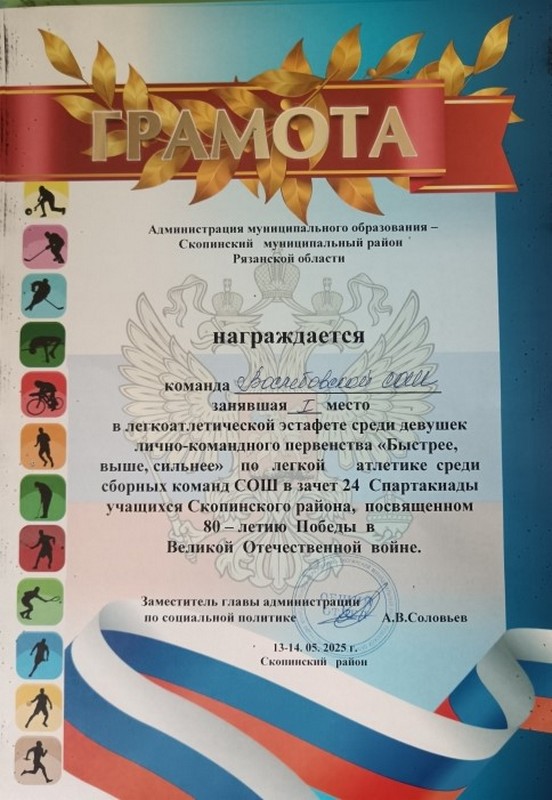 ГРАМОТА
Администрация муниципального образования –
Скопинский муниципальный район
Рязанской области
награждается
команда Вослебовской СОШ,
занявшая I место
в легкоатлетической эстафете среди девушек
лично-командного первенства «Быстрее,
выше, сильнее» по легкой атлетике среди
сборных команд СОШ в зачет 24 Спартакиады
учащихся Скопинского района, посвященном
80 – летию Победы в
Великой Отечественной войне.
Заместитель главы администрации
по социальной политике А.В.Соловьев
13-14. 05. 2025 г.
Скопинский район